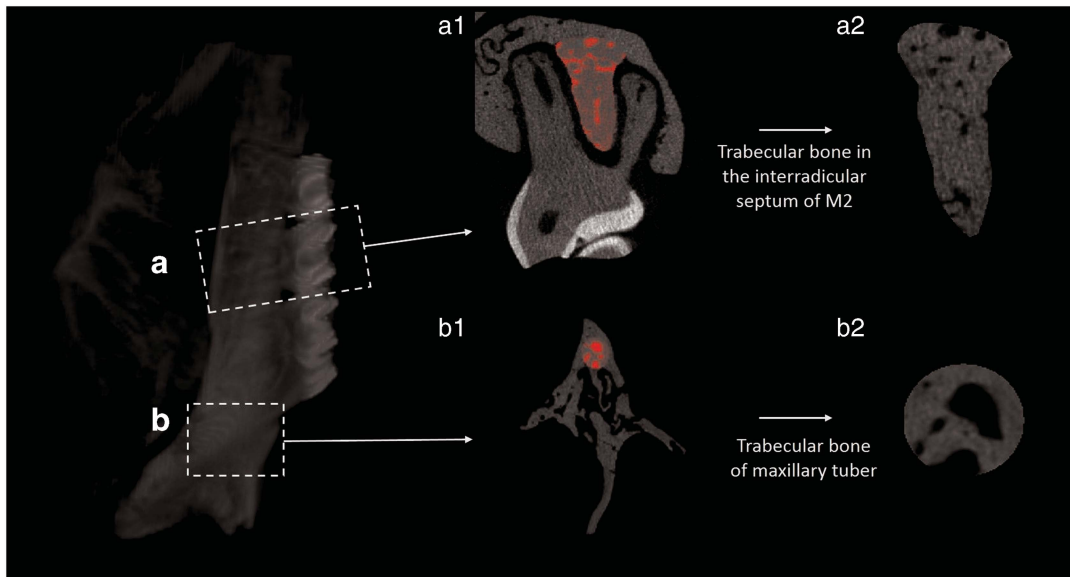 a1
a2
Trabecular bone in
the interradicular
septum of M2
a
b1
b2
b
Trabecular bone
of maxillary tuber